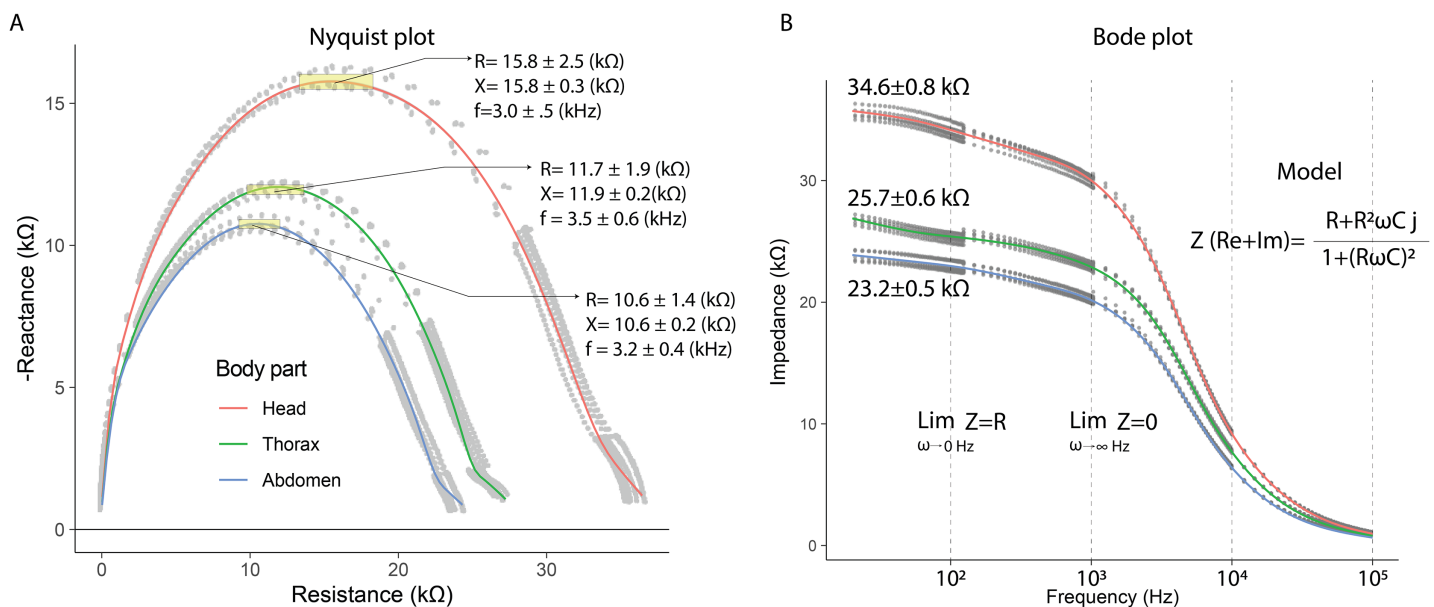 A
Nyquist plot
R= 15.8 ± 2.5 (kΩ)
X= 15.8 ± 0.3 (kΩ)
f=3.0 ± .5 (kHz)
R= 11.7 ± 1.9 (kΩ)
X= 11.9 ± 0.2(kΩ)
f = 3.5 ± 0.6 (kHz)
R= 10.6 ± 1.4 (kΩ)
X= 10.6 ± 0.2 (kΩ)
f = 3.2 ± 0.4 (kHz)
-Reactance (kΩ)
15
10
5
0
Body part
Head
Thorax
Abdomen
0
10
20
30
Resistance (kΩ)
B
Bode plot
34.6±0.8 kΩ
25.7±0.6 kΩ
23.2±0.5 kΩ
Model
Z (Re+Im)= R+R²ωC j
1+(RωC)²
Lim Z=R
ω→0 Hz
Lim Z=0
ω→∞ Hz
Impedance (kΩ)
30
20
10
0
10²
10³
10⁴
10⁵
Frequency (Hz)